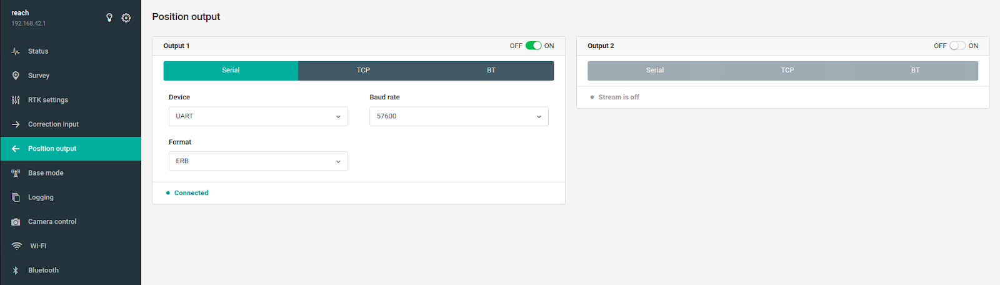 reach
192.168.42.1
Status
Survey
RTK settings
Correction input
Position output
Base mode
Logging
Camera control
Wi-Fi
Bluetooth
Position output
Output 1
OFF ON
Serial TCP BT
Device Baud rate
UART 57600
Format
ERB
Connected
Output 2
OFF ON
Serial TCP BT
Stream is off